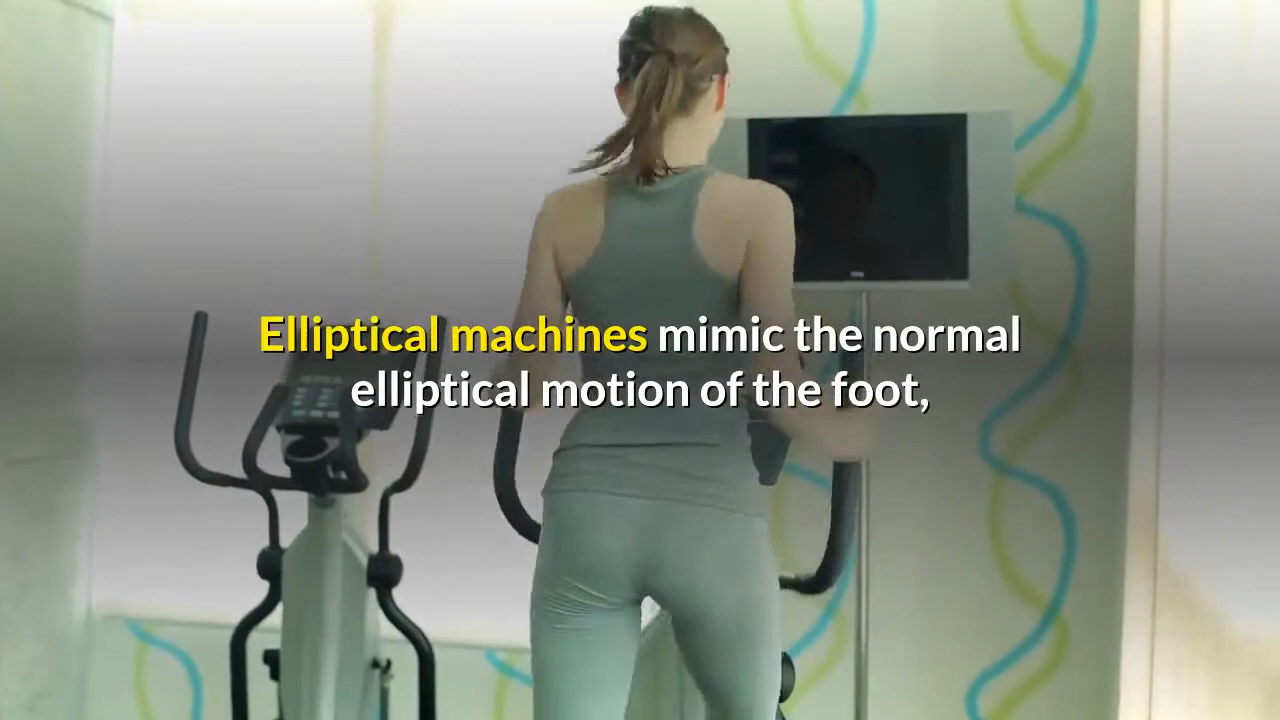 Elliptical machines mimic the normal
elliptical motion of the foot,